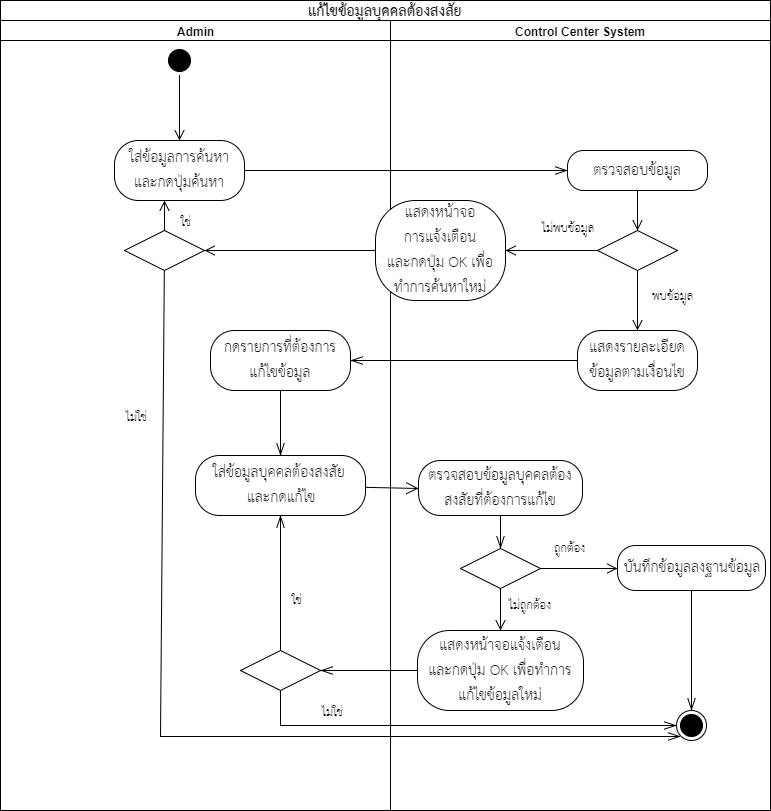 แก้ไขข้อมูลบุคคลต้องสงสัย
Admin
Control Center System
ใส่ข้อมูลการค้นหา
และกดปุ่มค้นหา
ตรวจสอบข้อมูล
ใช่
ไม่พบข้อมูล
แสดงหน้าจอ
การแจ้งเตือน
และกดปุ่ม OK เพื่อ
ทำการค้นหาใหม่
พบข้อมูล
กดรายการที่ต้องการ
แก้ไขข้อมูล
แสดงรายละเอียด
ข้อมูลตามเงื่อนไข
ไม่ใช่
ใส่ข้อมูลบุคคลต้องสงสัย
และกดแก้ไข
ตรวจสอบข้อมูลบุคคลต้อง
สงสัยที่ต้องการแก้ไข
ถูกต้อง
บันทึกข้อมูลลงฐานข้อมูล
ใช่
ไม่ถูกต้อง
แสดงหน้าจอแจ้งเตือน
และกดปุ่ม OK เพื่อทำการ
แก้ไขข้อมูลใหม่
ไม่ใช่